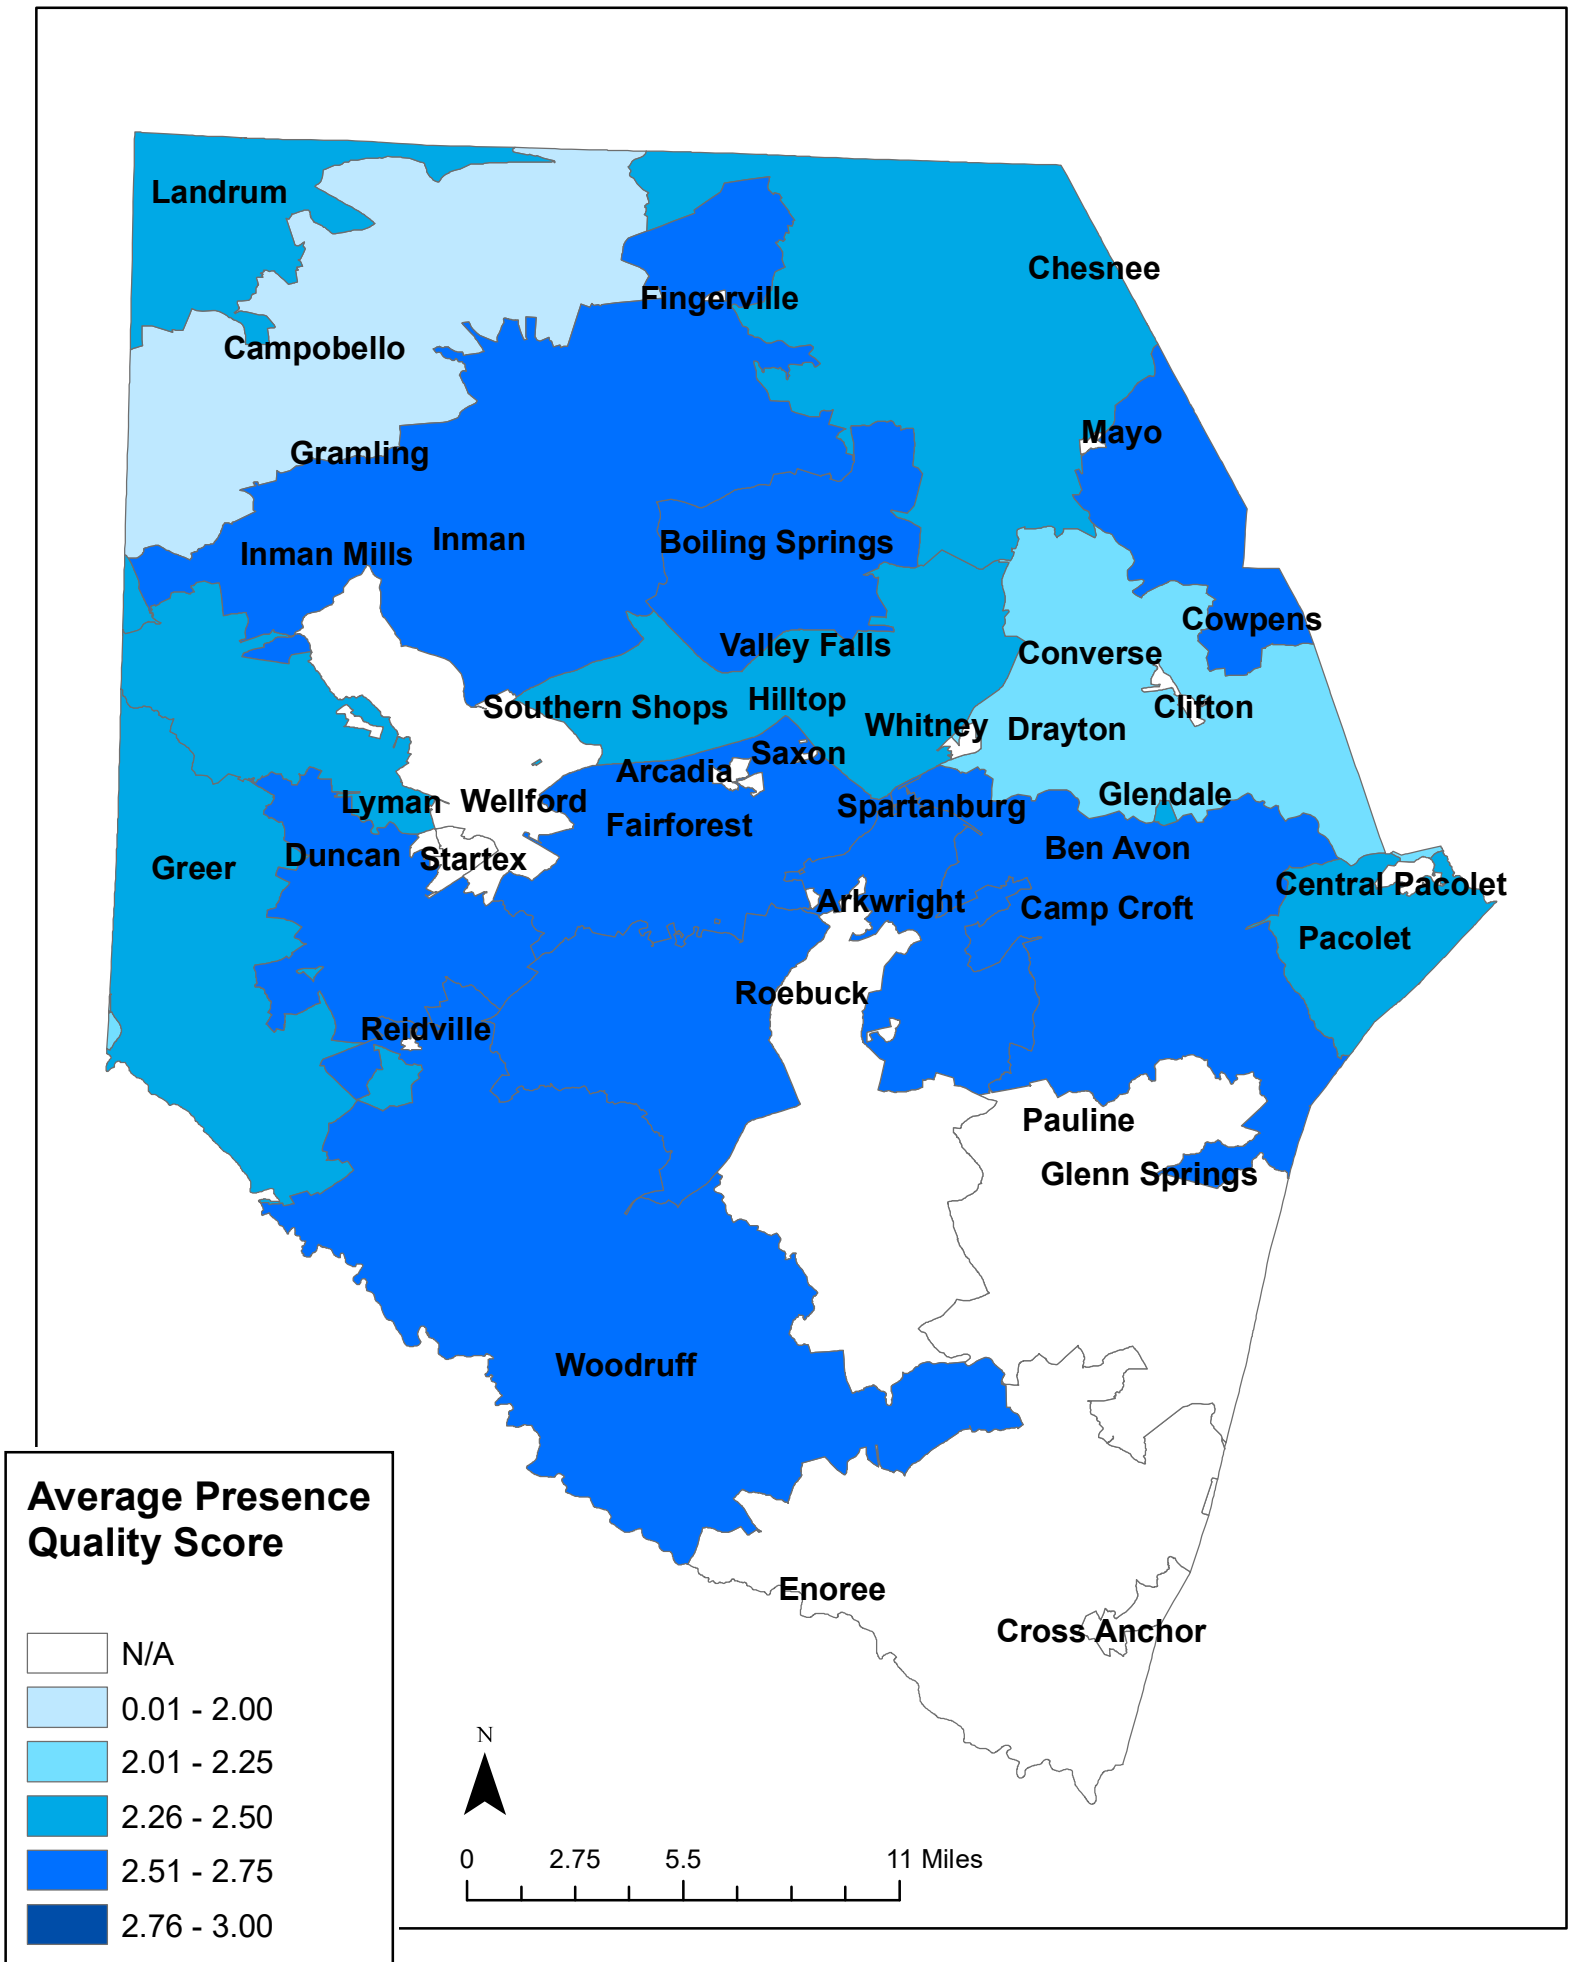 Landrum
Chesnee
Fingerville
Campobello
Mayo
Gramling
Inman
Boiling Springs
Inman Mills
Cowpens
Valley Falls
Converse
Hilltop
Southern Shops
Clifton
Whitney
Drayton
Saxon
Arcadia
Glendale
Lyman
Wellford
Spartanburg
Fairforest
Ben Avon
Duncan
Startex
Greer
Central Pacolet
Arkwright
Camp Croft
Pacolet
Roebuck
Reidville
Pauline
Glenn Springs
Woodruff
Enoree
Cross Anchor
Average Presence
Quality Score
N/A
0.01 - 2.00
2.01 - 2.25
2.26 - 2.50
2.51 - 2.75
2.76 - 3.00
N
0 2.75 5.5 11 Miles